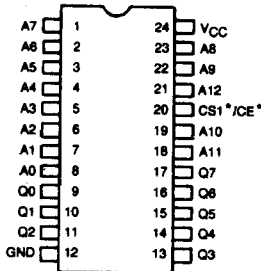 A7 1 24 VCC
A6 2 23 A8
A5 3 22 A9
A4 4 21 A12
A3 5 20 CS1*/CE*
A2 6 19 A10
A1 7 18 A11
A0 8 17 Q7
Q0 9 16 Q6
Q1 10 15 Q5
Q2 11 14 Q4
GND 12 13 Q3